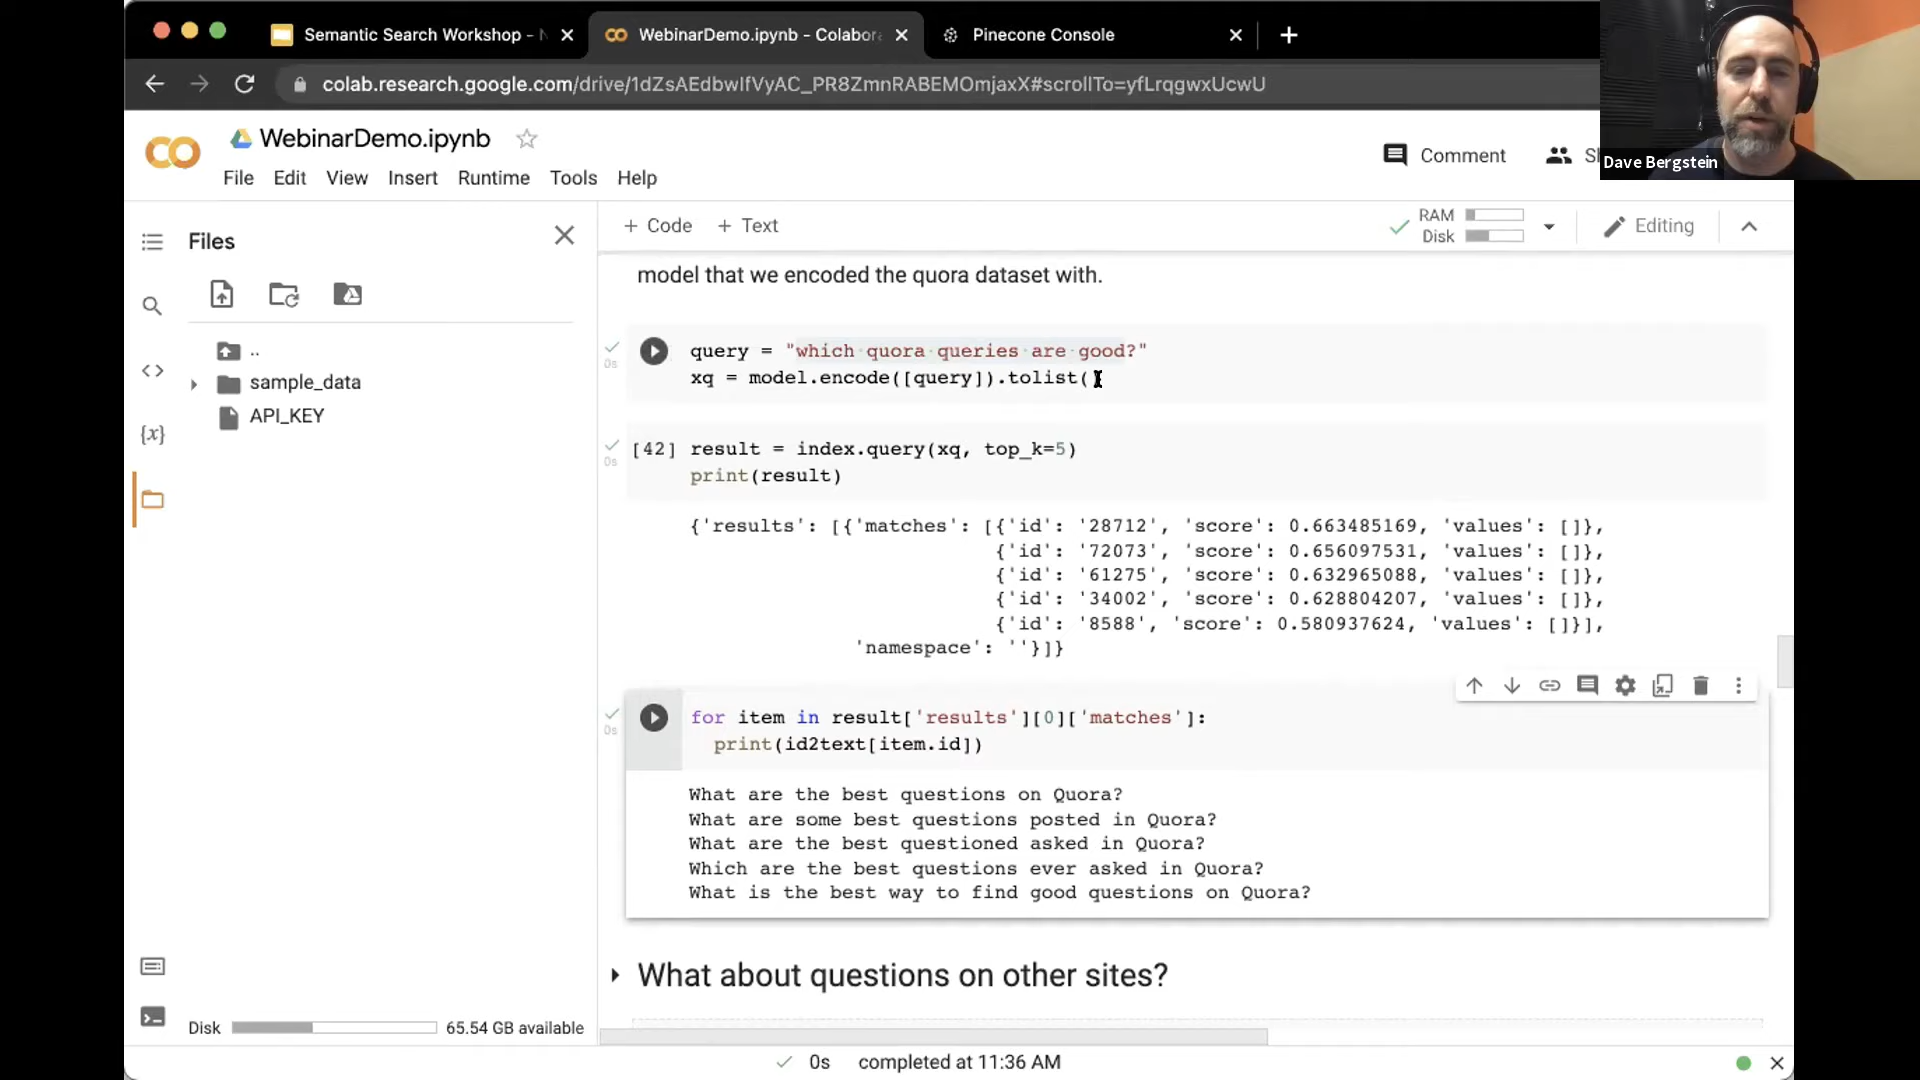 Semantic Search Workshop - N
WebinarDemo.ipynb - Colabor
Pinecone Console
colab.research.google.com/drive/1dZsAEdbwIfVyAC_PR8ZmnRABEMOmjaxX#scrollTo=yfLrqgwxUcwU
Dave Bergstein
WebinarDemo.ipynb
File Edit View Insert Runtime Tools Help
Comment
Files
+ Code + Text
RAM
Disk
Editing
..
sample_data
API_KEY
model that we encoded the quora dataset with.
0s
query = "which quora queries are good?"
xq = model.encode([query]).tolist()
0s
[42] result = index.query(xq, top_k=5)
print(result)
{'results': [{'matches': [{'id': '28712', 'score': 0.663485169, 'values': []},
{'id': '72073', 'score': 0.656097531, 'values': []},
{'id': '61275', 'score': 0.632965088, 'values': []},
{'id': '34002', 'score': 0.628804207, 'values': []},
{'id': '8588', 'score': 0.580937624, 'values': []}],
'namespace': ''}]}
0s
for item in result['results'][0]['matches']:
print(id2text[item.id])
What are the best questions on Quora?
What are some best questions posted in Quora?
What are the best questioned asked in Quora?
Which are the best questions ever asked in Quora?
What is the best way to find good questions on Quora?
What about questions on other sites?
Disk 65.54 GB available
0s completed at 11:36 AM